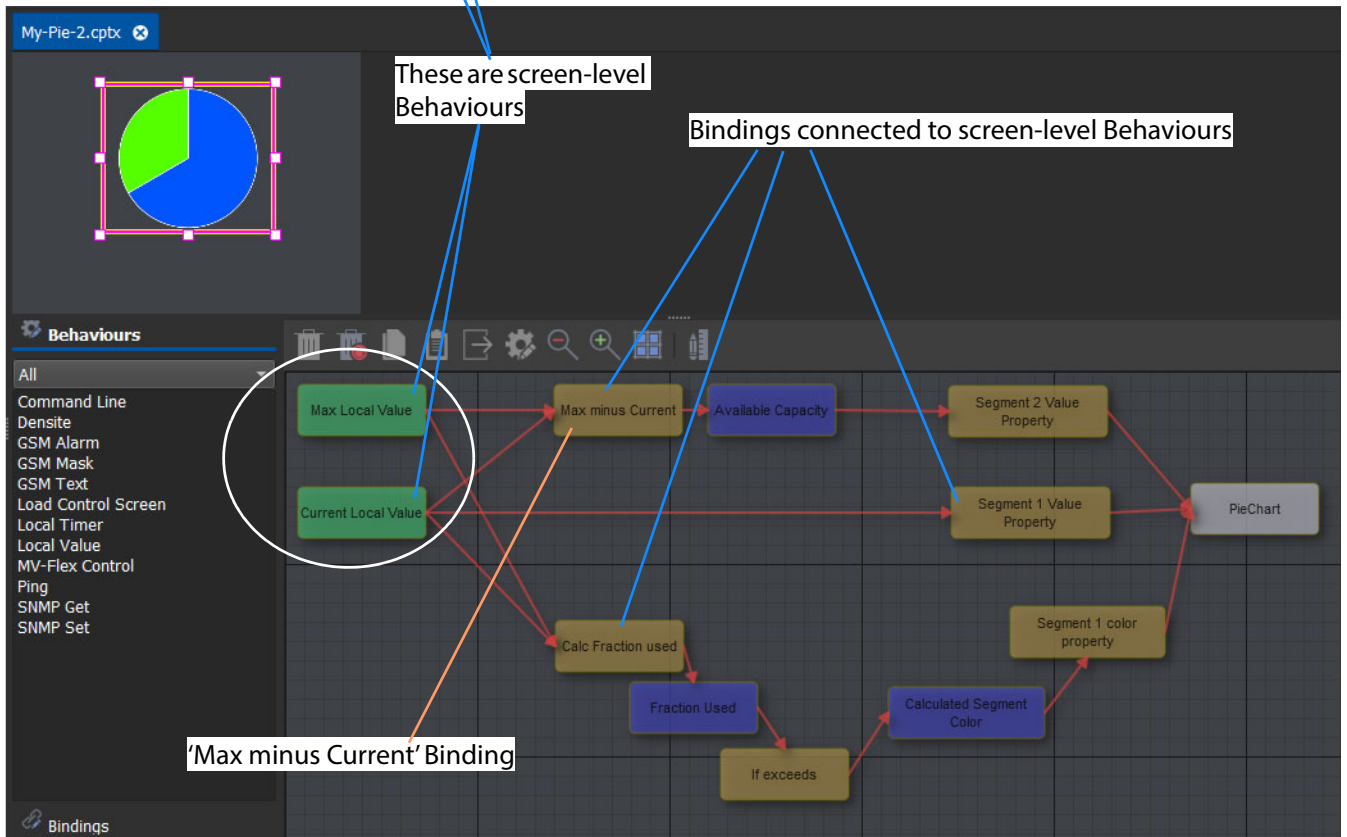 My-Pie-2.cptx
These are screen-level
Behaviours
Bindings connected to screen-level Behaviours
Behaviours
All
Command Line
Densite
GSM Alarm
GSM Mask
GSM Text
Load Control Screen
Local Timer
Local Value
MV-Flex Control
Ping
SNMP Get
SNMP Set
Bindings
Max Local Value
Max minus Current
Available Capacity
Segment 2 Value
Property
Current Local Value
Segment 1 Value
Property
PieChart
Calc Fraction used
Segment 1 color
property
Fraction Used
Calculated Segment
Color
If exceeds
‘Max minus Current’ Binding